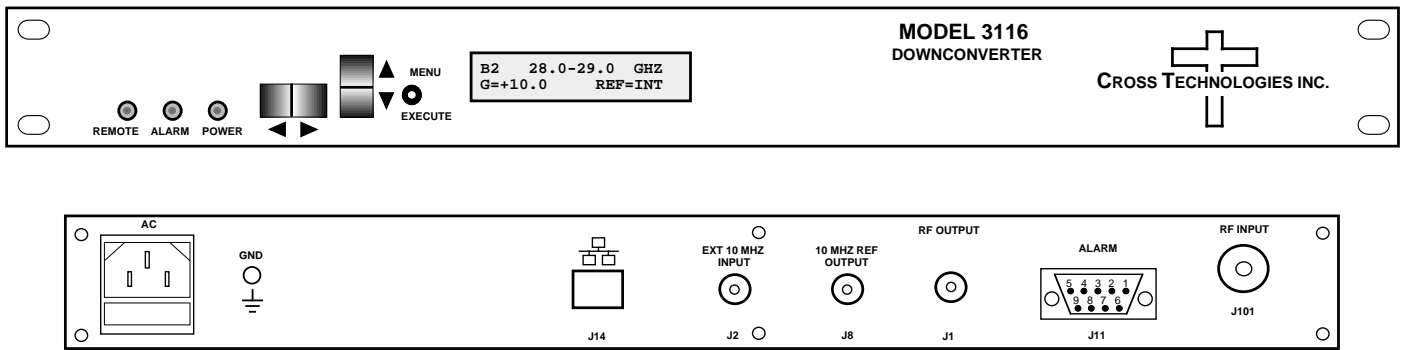 MODEL 3116
DOWNCONVERTER
CROSS TECHNOLOGIES INC.
B2 28.0-29.0 GHZ
G=+10.0 REF=INT
MENU
EXECUTE
REMOTE ALARM POWER
AC
GND
EXT 10 MHZ
INPUT
10 MHZ REF
OUTPUT
RF OUTPUT
ALARM
RF INPUT
5 4 3 2 1
9 8 7 6
J14
J2
J8
J1
J11
J101